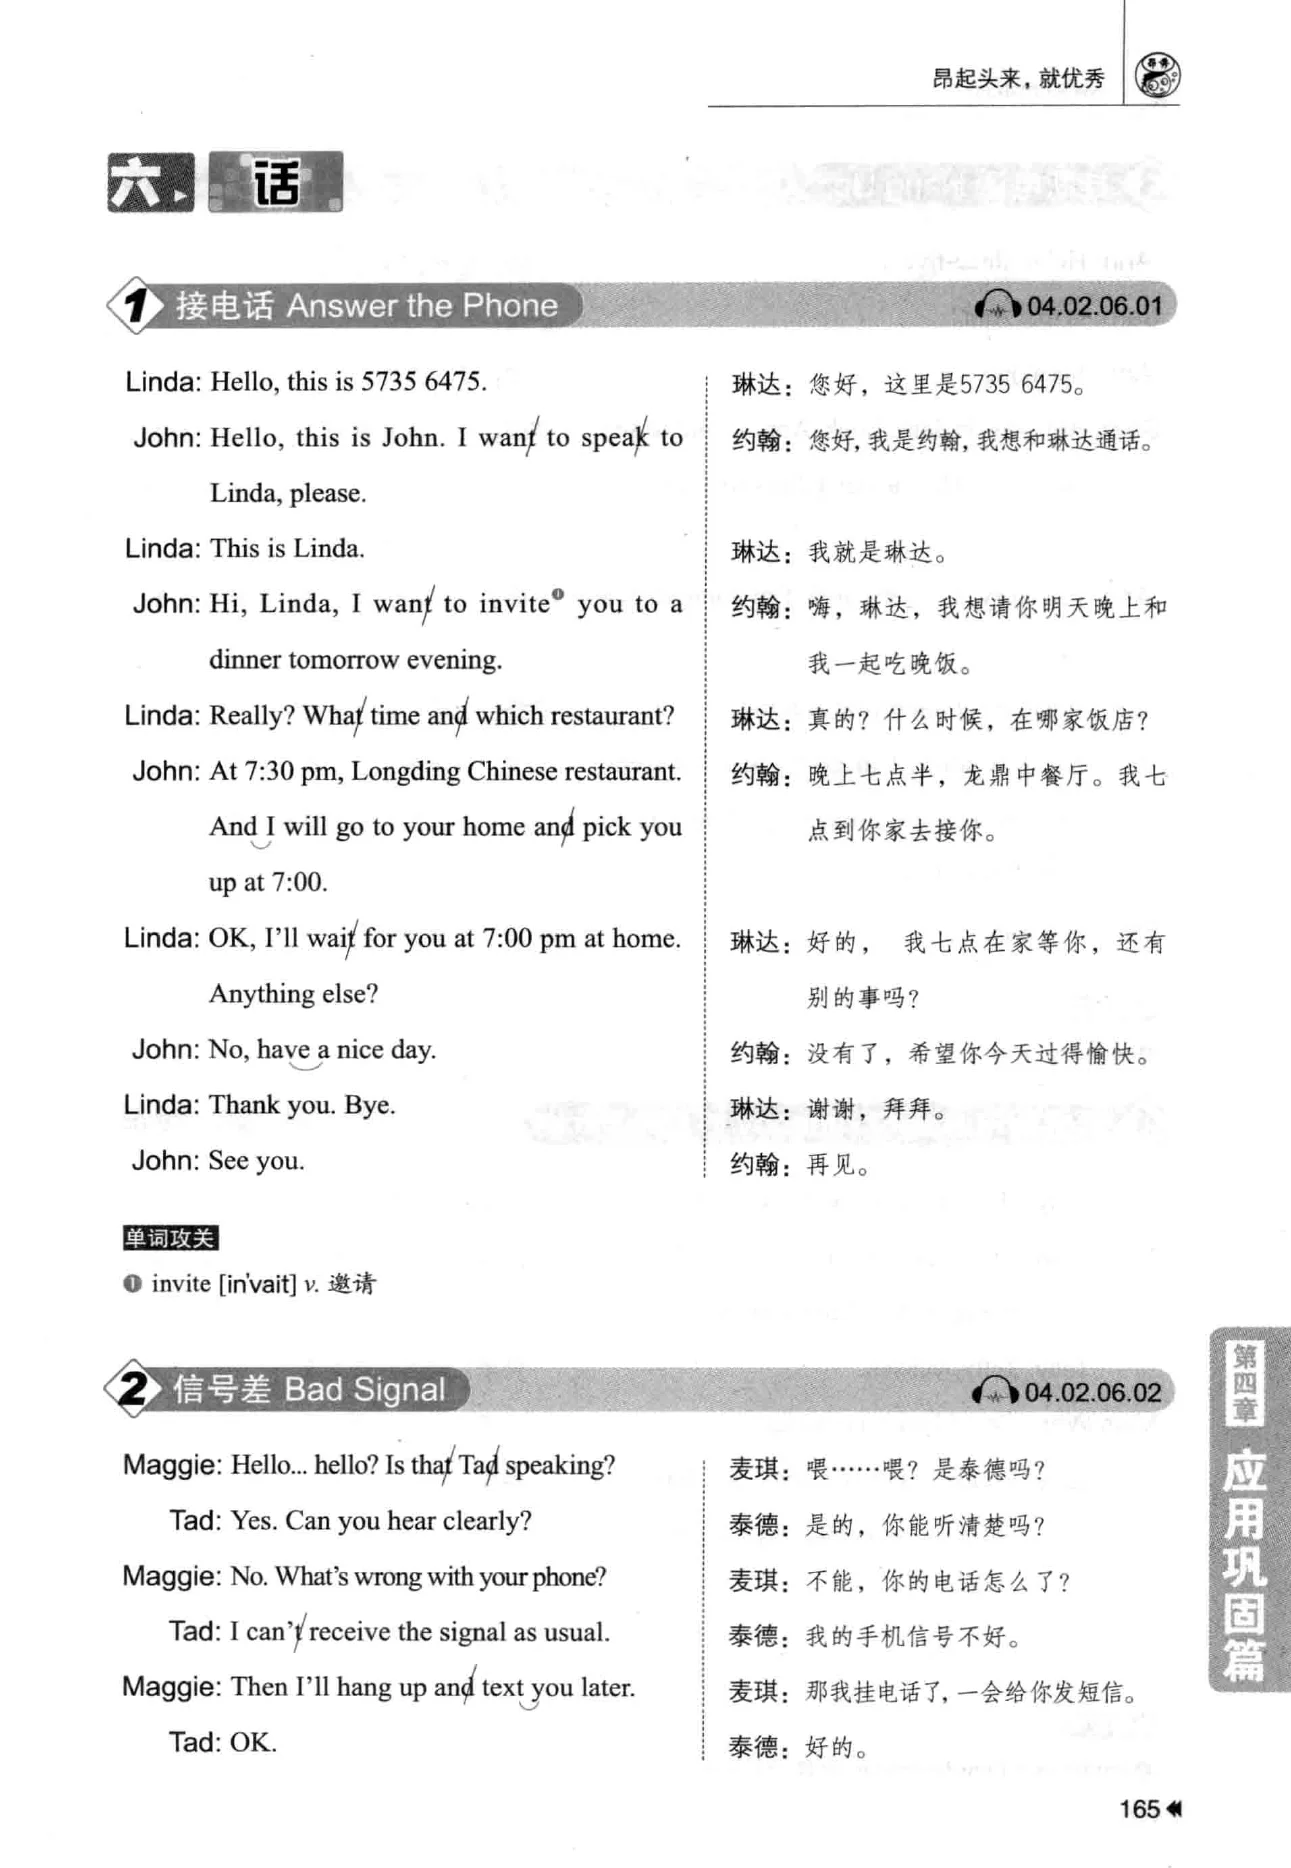 昂起头来，就优秀
六、 话
1 接电话 Answer the Phone 04.02.06.01
Linda: Hello, this is 5735 6475.
John: Hello, this is John. I want to speak to
Linda, please.
Linda: This is Linda.
John: Hi, Linda, I want to invite❶ you to a
dinner tomorrow evening.
Linda: Really? What time and which restaurant?
John: At 7:30 pm, Longding Chinese restaurant.
And I will go to your home and pick you
up at 7:00.
Linda: OK, I'll wait for you at 7:00 pm at home.
Anything else?
John: No, have a nice day.
Linda: Thank you. Bye.
John: See you.
琳达：您好，这里是5735 6475。
约翰：您好，我是约翰，我想和琳达通话。
琳达：我就是琳达。
约翰：嗨，琳达，我想请你明天晚上和
我一起吃晚饭。
琳达：真的？什么时候，在哪家饭店？
约翰：晚上七点半，龙鼎中餐厅。我七
点到你家去接你。
琳达：好的， 我七点在家等你，还有
别的事吗？
约翰：没有了，希望你今天过得愉快。
琳达：谢谢，拜拜。
约翰：再见。
单词攻关
❶ invite [in'vait] v. 邀请
2 信号差 Bad Signal 04.02.06.02
Maggie: Hello... hello? Is that Tad speaking?
Tad: Yes. Can you hear clearly?
Maggie: No. What's wrong with your phone?
Tad: I can't receive the signal as usual.
Maggie: Then I'll hang up and text you later.
Tad: OK.
麦琪：喂……喂？是泰德吗？
泰德：是的，你能听清楚吗？
麦琪：不能，你的电话怎么了？
泰德：我的手机信号不好。
麦琪：那我挂电话了，一会给你发短信。
泰德：好的。
第四章 应用巩固篇
165